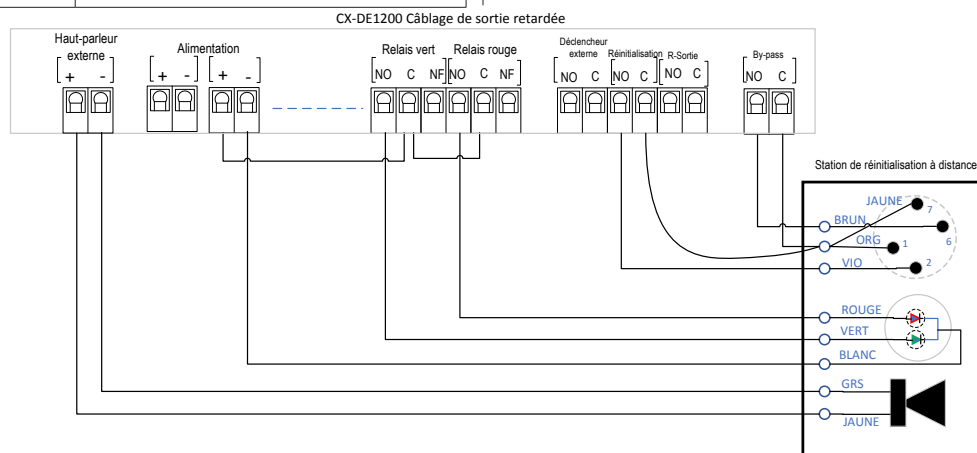 CX-DE1200 Câblage de sortie retardée
Haut-parleur
externe
+ -
Alimentation
+ - + -
Relais vert
NO C NF
Relais rouge
NO C NF
Déclencheur
externe
NO C
Réinitialisation
NO C
R-Sortie
NO C
By-pass
NO C
Station de réinitialisation à distance
JAUNE 7
BRUN 6
ORG 1
VIO 2
ROUGE
VERT
BLANC
GRS
JAUNE